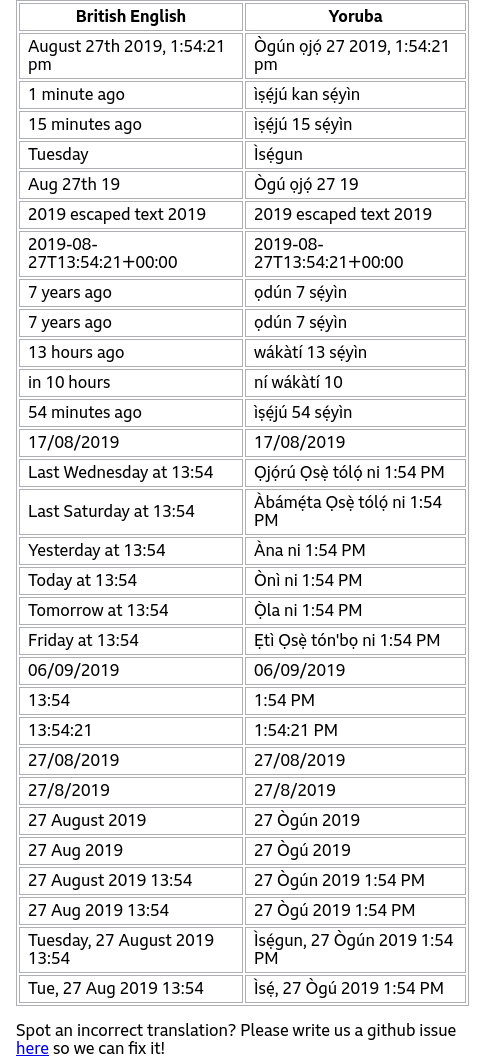 British English Yoruba
August 27th 2019, 1:54:21 Ògún ọjọ́ 27 2019, 1:54:21
pm pm
1 minute ago ìsẹ́jú kan sẹ́yìn
15 minutes ago ìsẹ́jú 15 sẹ́yìn
Tuesday Ìsẹ́gun
Aug 27th 19 Ògú ọjọ́ 27 19
2019 escaped text 2019 2019 escaped text 2019
2019-08- 2019-08-
27T13:54:21+00:00 27T13:54:21+00:00
7 years ago ọdún 7 sẹ́yìn
7 years ago ọdún 7 sẹ́yìn
13 hours ago wákàtí 13 sẹ́yìn
in 10 hours ní wákàtí 10
54 minutes ago ìsẹ́jú 54 sẹ́yìn
17/08/2019 17/08/2019
Last Wednesday at 13:54 Ọjọ́rú Ọsẹ̀ tólọ́ ni 1:54 PM
Last Saturday at 13:54 Àbámẹ́ta Ọsẹ̀ tólọ́ ni 1:54
PM
Yesterday at 13:54 Àna ni 1:54 PM
Today at 13:54 Ònì ni 1:54 PM
Tomorrow at 13:54 Ọ̀la ni 1:54 PM
Friday at 13:54 Ẹtì Ọsẹ̀ tón'bọ ni 1:54 PM
06/09/2019 06/09/2019
13:54 1:54 PM
13:54:21 1:54:21 PM
27/08/2019 27/08/2019
27/8/2019 27/8/2019
27 August 2019 27 Ògún 2019
27 Aug 2019 27 Ògú 2019
27 August 2019 13:54 27 Ògún 2019 1:54 PM
27 Aug 2019 13:54 27 Ògú 2019 1:54 PM
Tuesday, 27 August 2019 Ìsẹ́gun, 27 Ògún 2019 1:54
13:54 PM
Tue, 27 Aug 2019 13:54 Ìsẹ́, 27 Ògú 2019 1:54 PM
Spot an incorrect translation? Please write us a github issue
here so we can fix it!